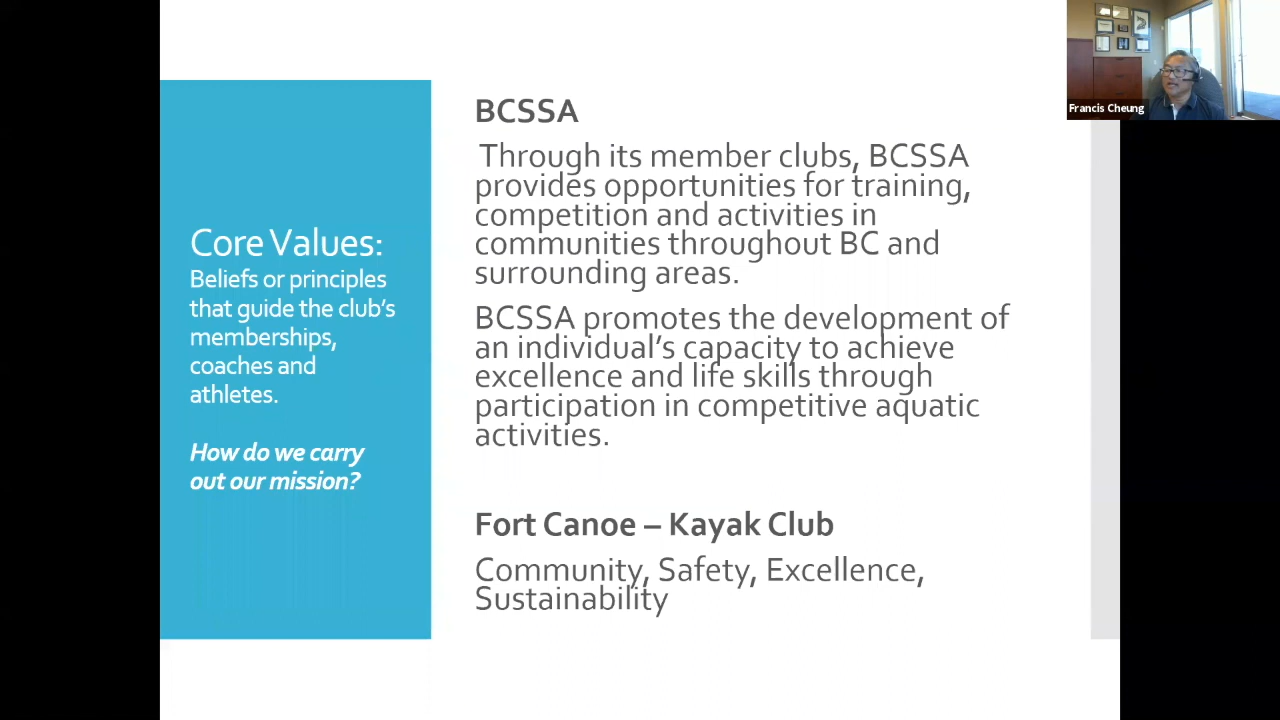 Core Values:
Beliefs or principles
that guide the club's
memberships,
coaches and
athletes.
How do we carry
out our mission?
BCSSA
Through its member clubs, BCSSA
provides opportunities for training,
competition and activities in
communities throughout BC and
surrounding areas.
BCSSA promotes the development of
an individual's capacity to achieve
excellence and life skills through
participation in competitive aquatic
activities.
Fort Canoe – Kayak Club
Community, Safety, Excellence,
Sustainability
Francis Cheung